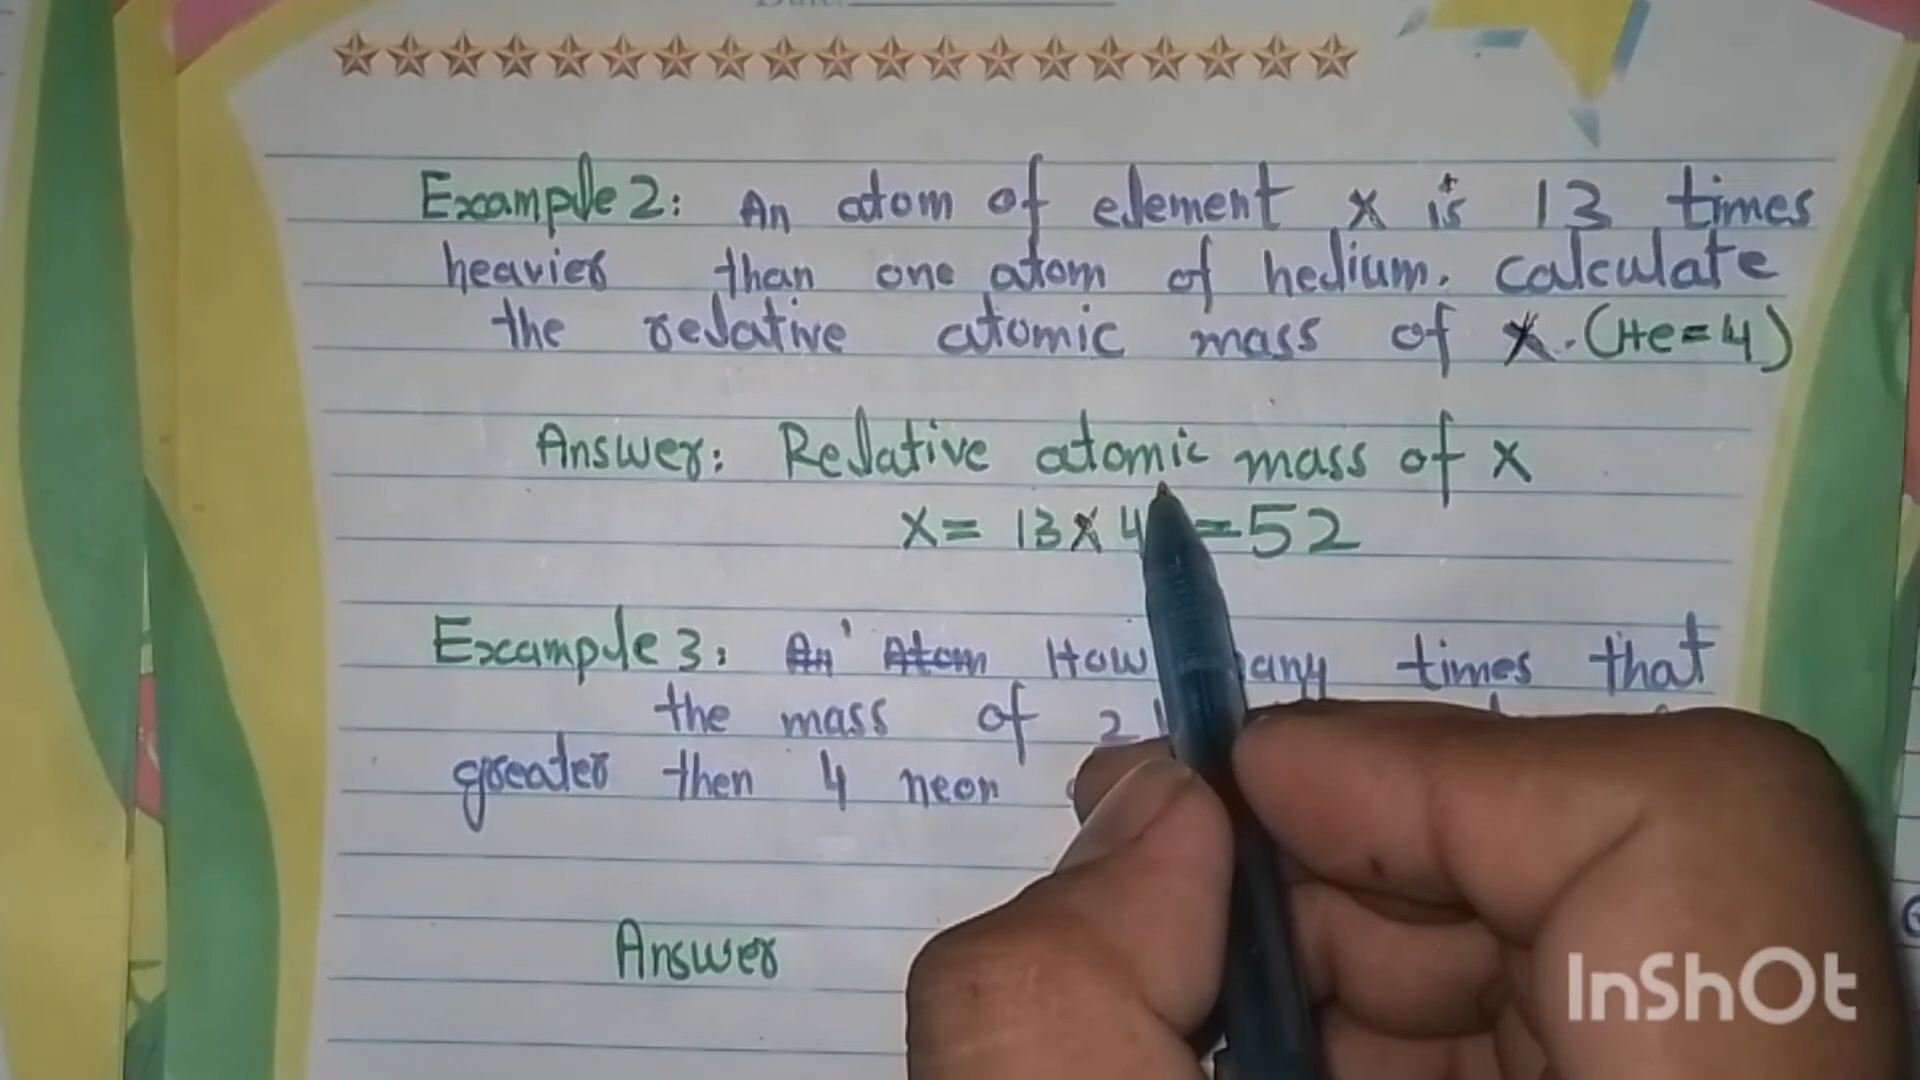 Example 2: An atom of element x is 13 times
heavier than one atom of helium. calculate
the relative atomic mass of x. (He=4)
Answer: Relative atomic mass of x
x = 13 x 4 = 52
Example 3: An Atom How many times that
the mass of 2
greater then 4 neon
Answer
InShOt